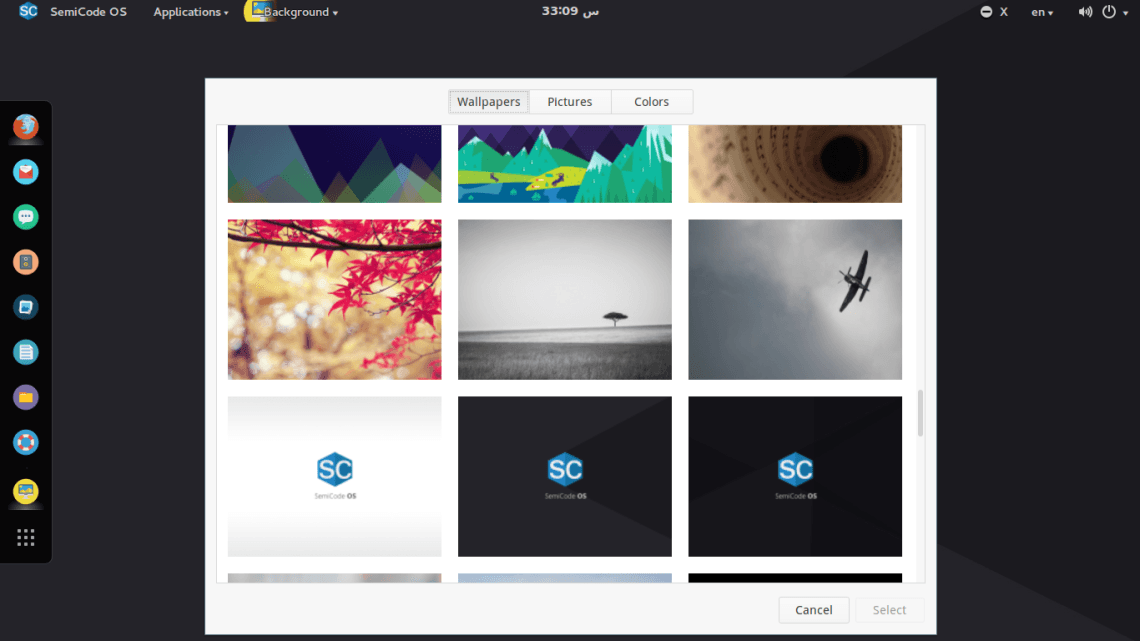 SC SemiCode OS Applications Background س 33:09 X en
Wallpapers Pictures Colors
SC SC SC
SemiCode OS SemiCode OS SemiCode OS
Cancel Select